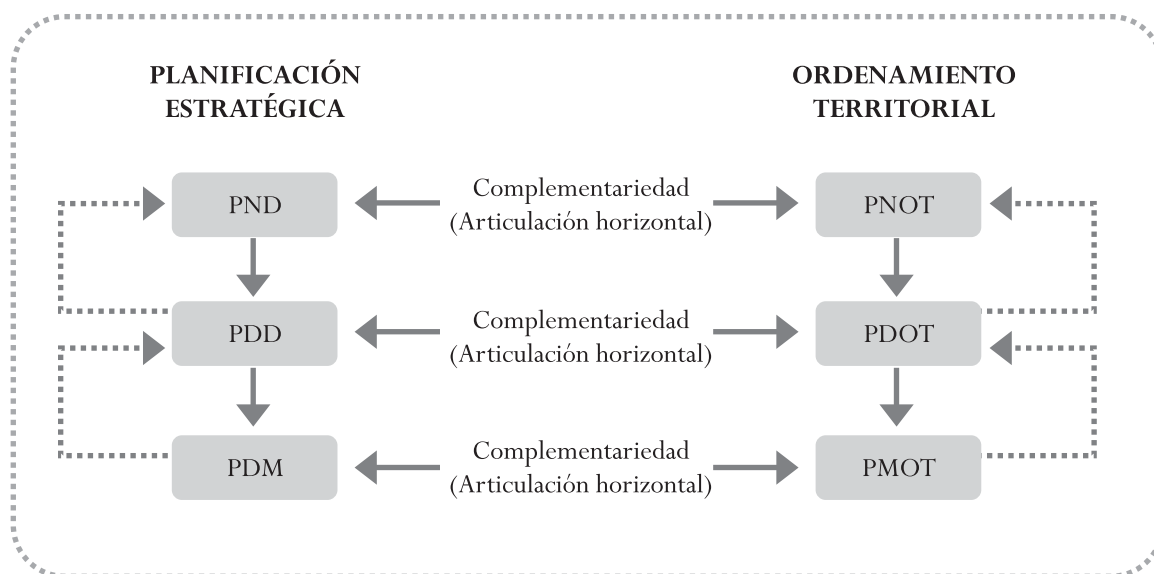 PLANIFICACIÓN
ESTRATÉGICA
ORDENAMIENTO
TERRITORIAL
PND
Complementariedad
(Articulación horizontal)
PNOT
PDD
Complementariedad
(Articulación horizontal)
PDOT
PDM
Complementariedad
(Articulación horizontal)
PMOT